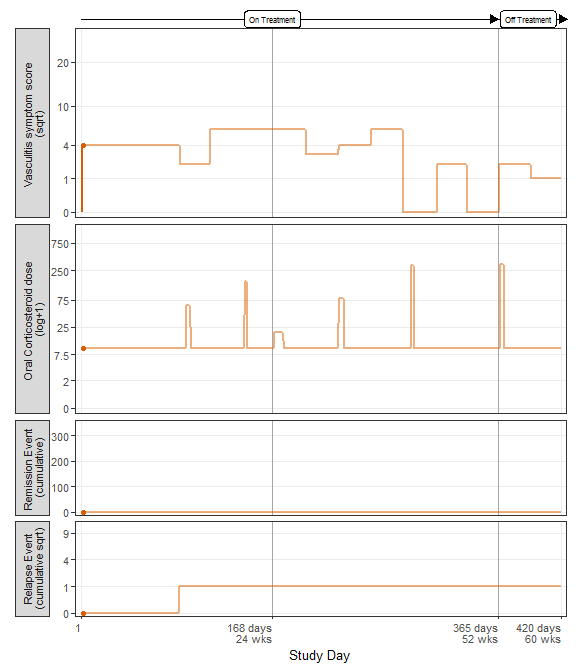 On Treatment
Off Treatment
Vasculitis symptom score
(sqrt)
20
10
4
1
0
Oral Corticosteroid dose
(log+1)
750
250
75
25
7.5
2
0
Remission Event
(cumulative)
300
200
100
0
Relapse Event
(cumulative sqrt)
9
4
1
0
1
168 days
24 wks
365 days
52 wks
420 days
60 wks
Study Day